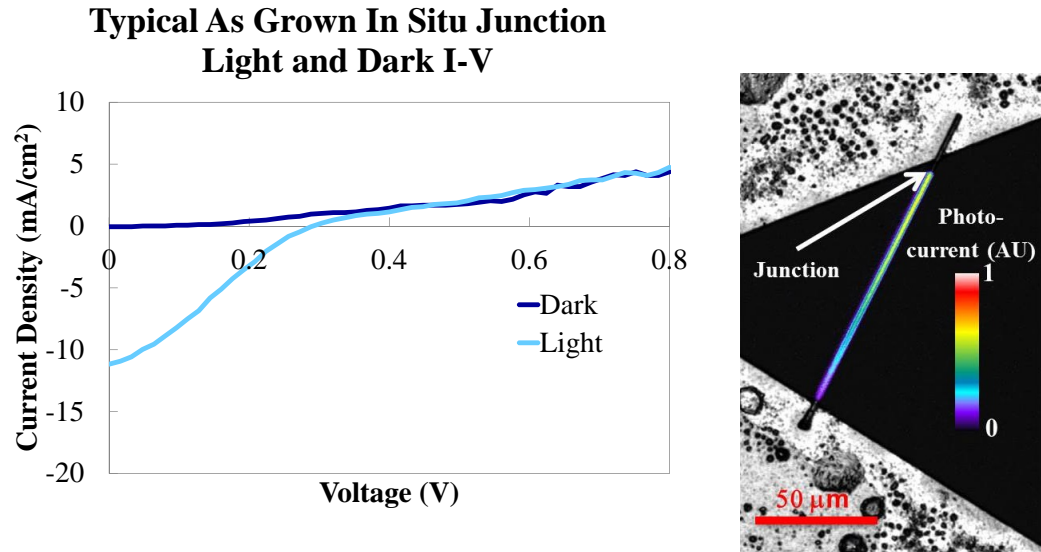 Typical As Grown In Situ Junction
Light and Dark I-V
Current Density (mA/cm²)
10
5
0
-5
-10
-15
-20
0
0.2
0.4
0.6
0.8
Dark
Light
Voltage (V)
Junction
Photo-
current (AU)
1
0
50 μm